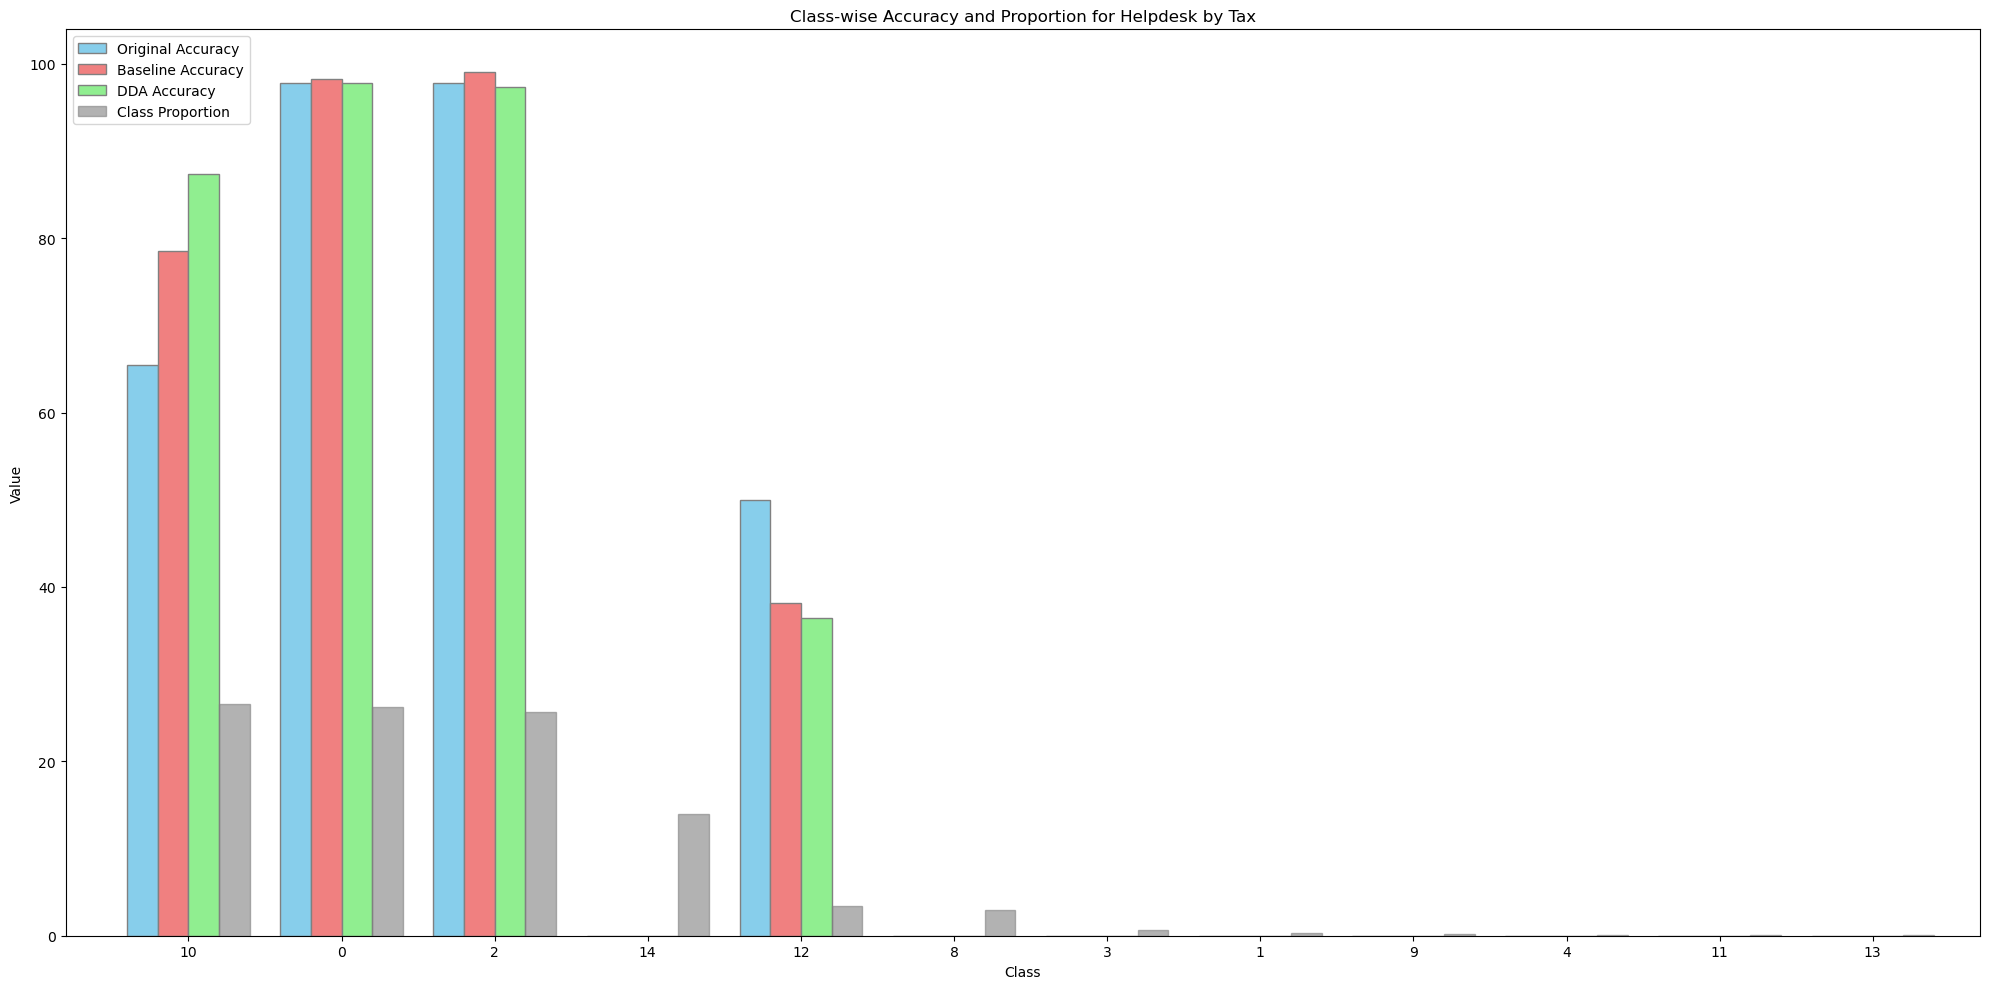 Class-wise Accuracy and Proportion for Helpdesk by Tax
Original Accuracy
Baseline Accuracy
DDA Accuracy
Class Proportion
100
80
60
40
20
0
Value
10 0 2 14 12 8 3 1 9 4 11 13
Class